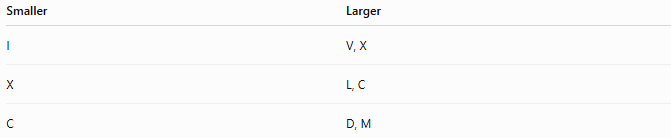 Smaller Larger
I V, X
X L, C
C D, M